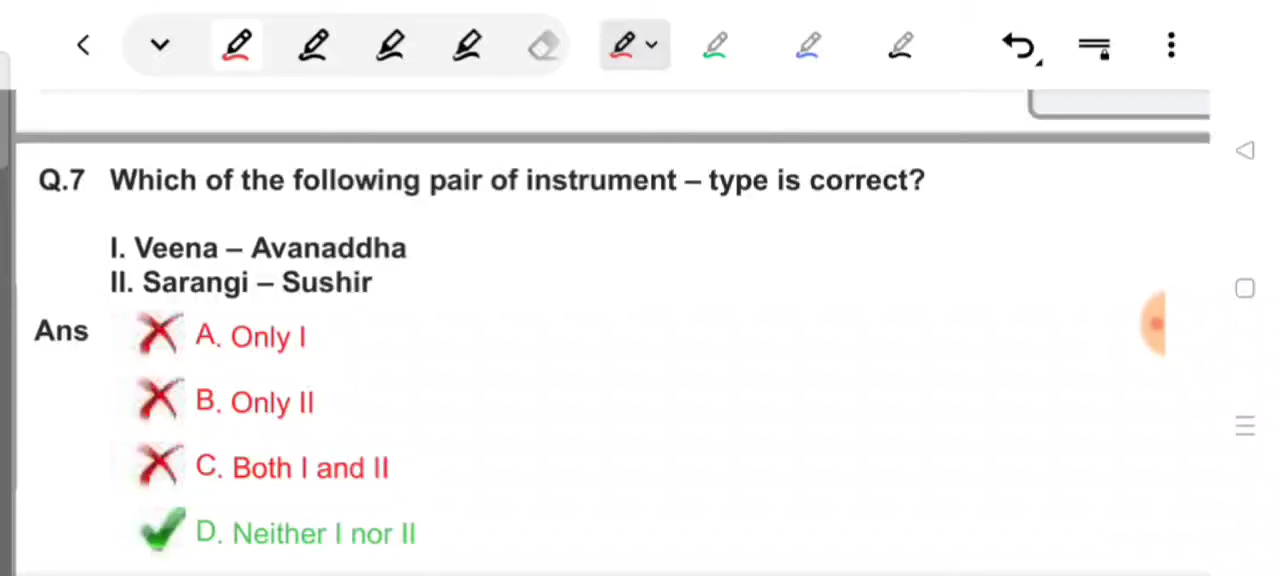 Q.7 Which of the following pair of instrument – type is correct?
I. Veena – Avanaddha
II. Sarangi – Sushir
Ans A. Only I
B. Only II
C. Both I and II
D. Neither I nor II